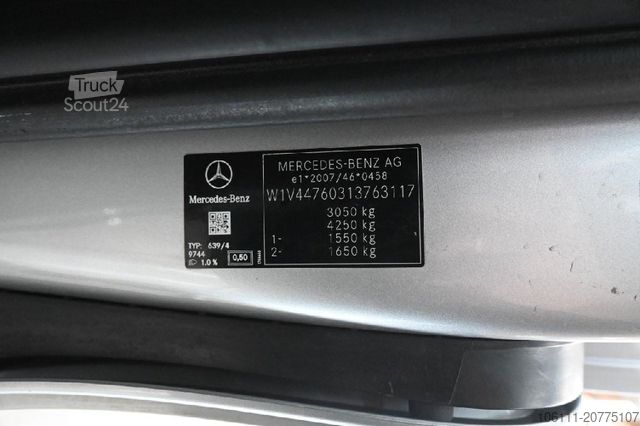 Truck
Scout24
Mercedes-Benz
TYP: 639/4
9744
1.0 %
0,50
MERCEDES-BENZ AG
e1*2007/46*0458
W1V44760313763117
3050 kg
4250 kg
1- 1550 kg
2- 1650 kg
106111-20775107